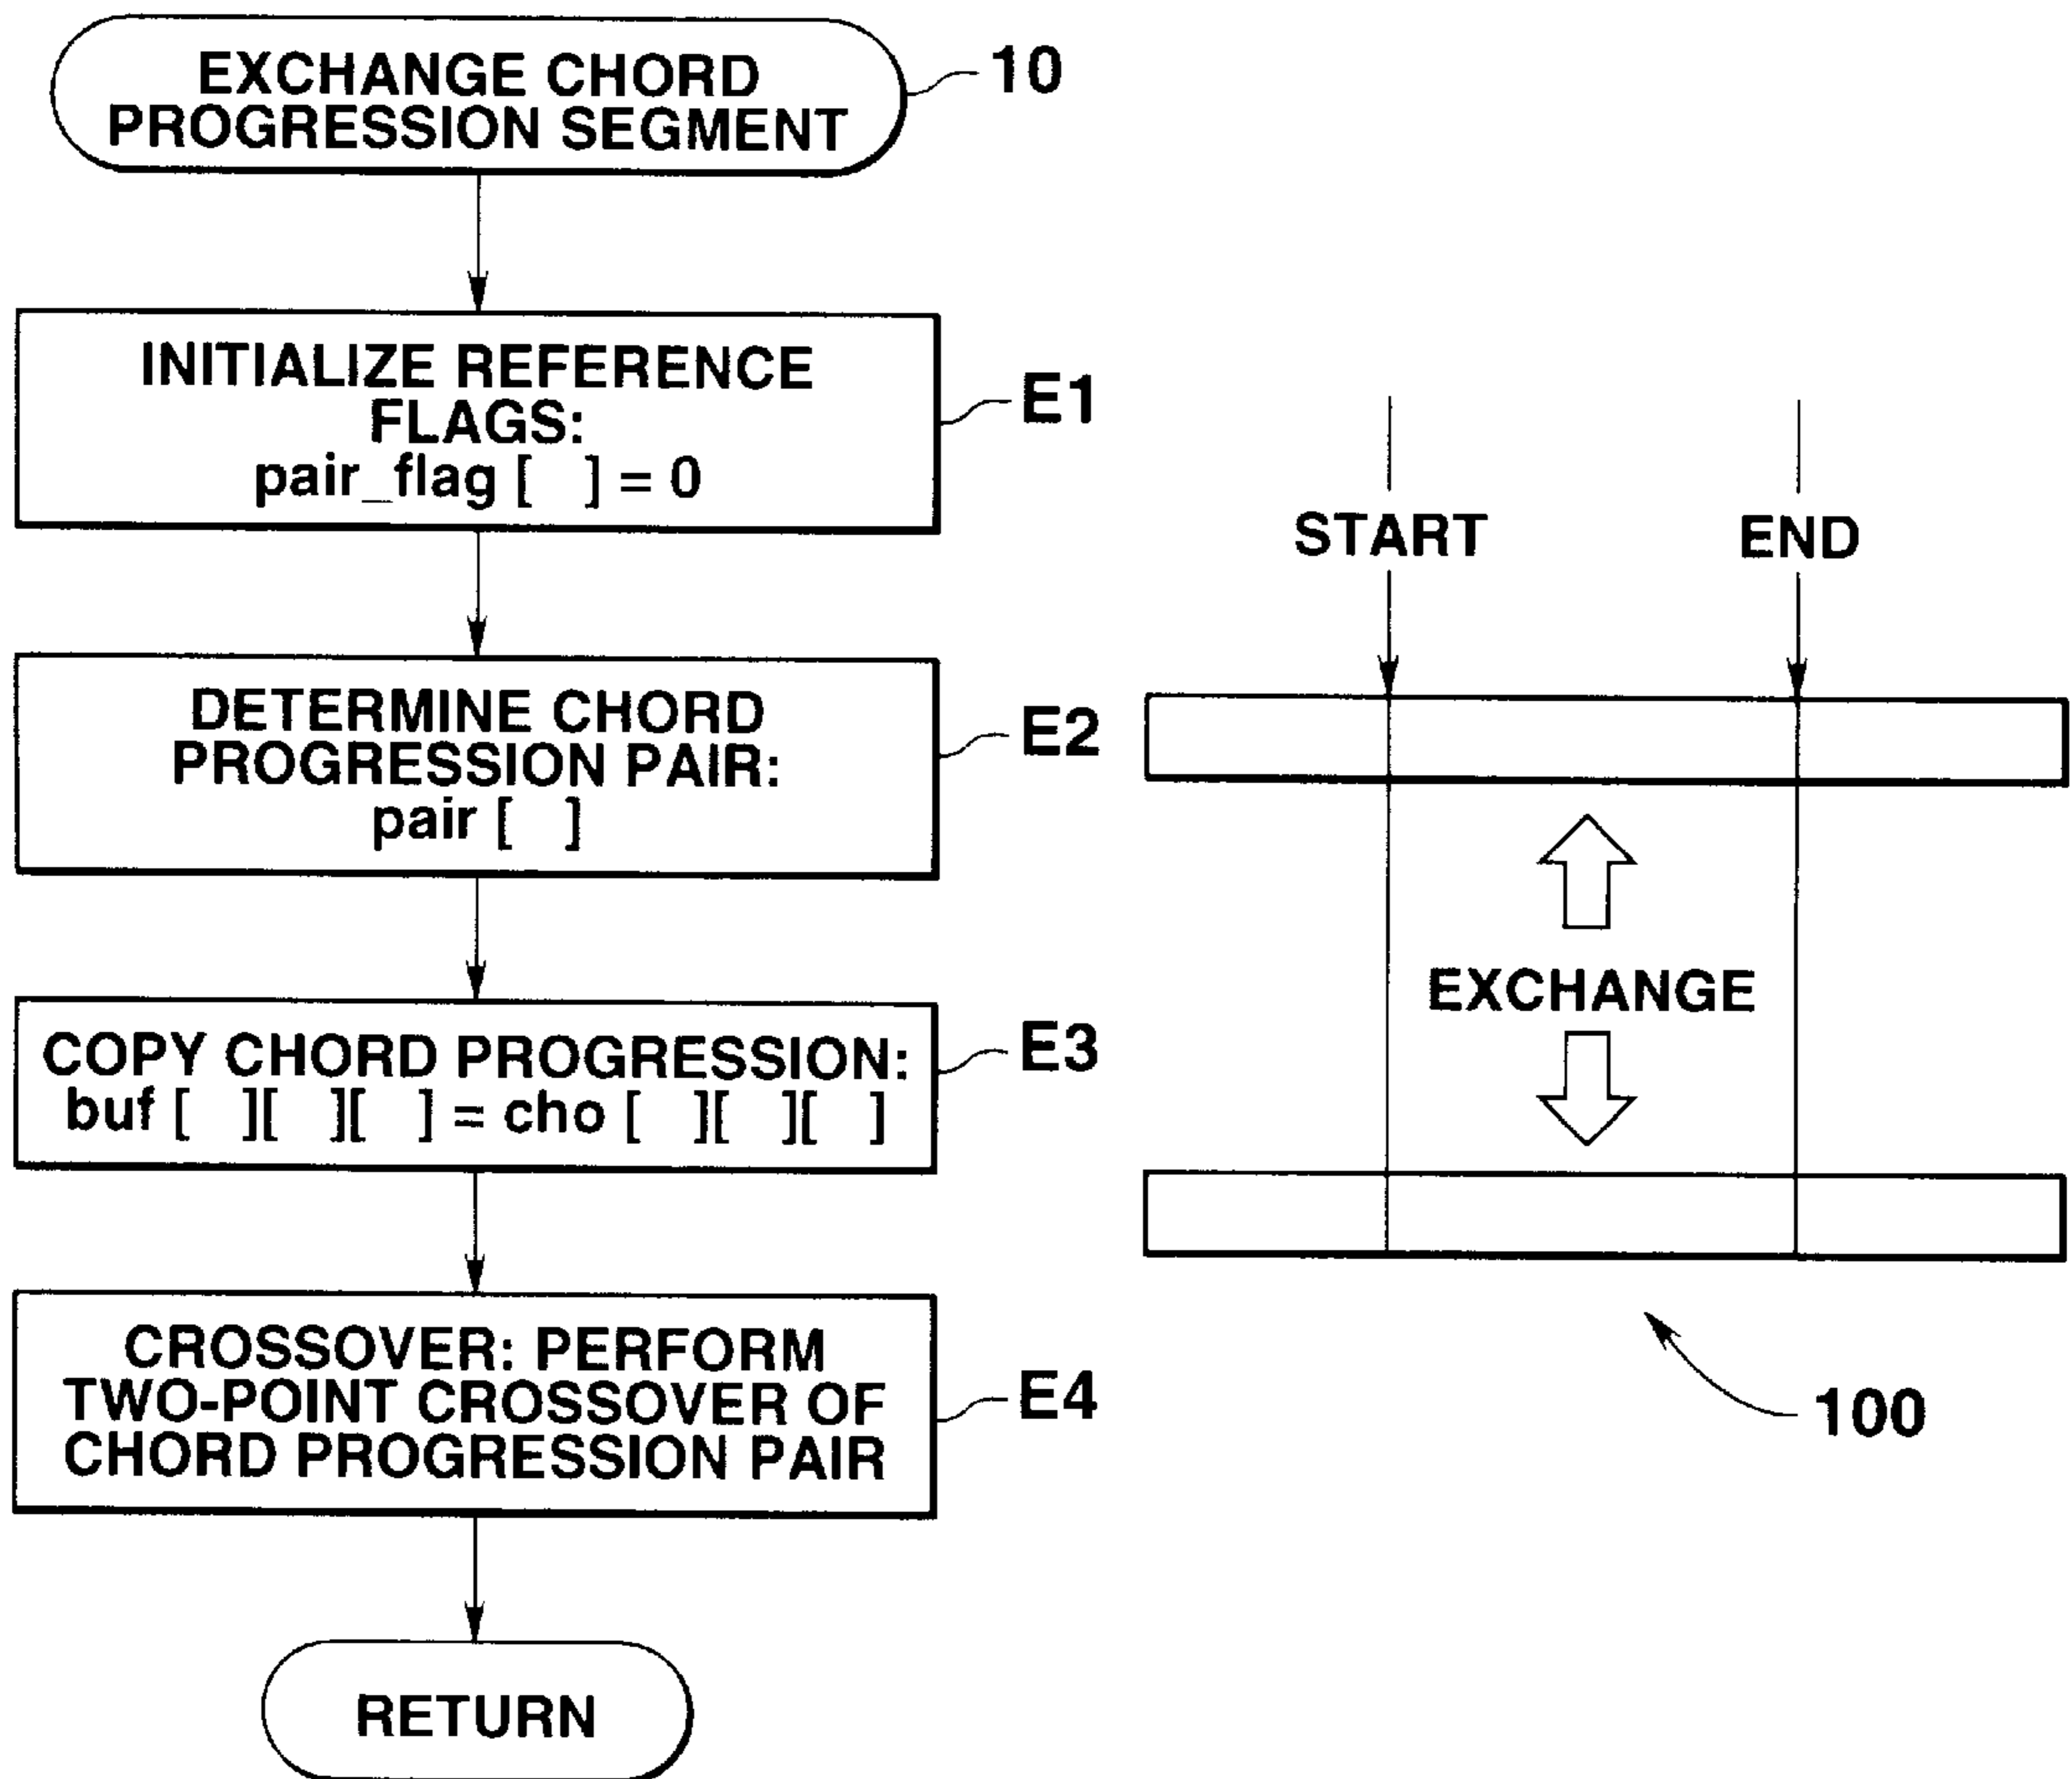 EXCHANGE CHORD
PROGRESSION SEGMENT
10
INITIALIZE REFERENCE
FLAGS:
pair_flag [ ] = 0
E1
DETERMINE CHORD
PROGRESSION PAIR:
pair [ ]
E2
COPY CHORD PROGRESSION:
buf [ ][ ][ ] = cho [ ][ ][ ]
E3
CROSSOVER: PERFORM
TWO-POINT CROSSOVER OF
CHORD PROGRESSION PAIR
E4
RETURN
START
END
EXCHANGE
100